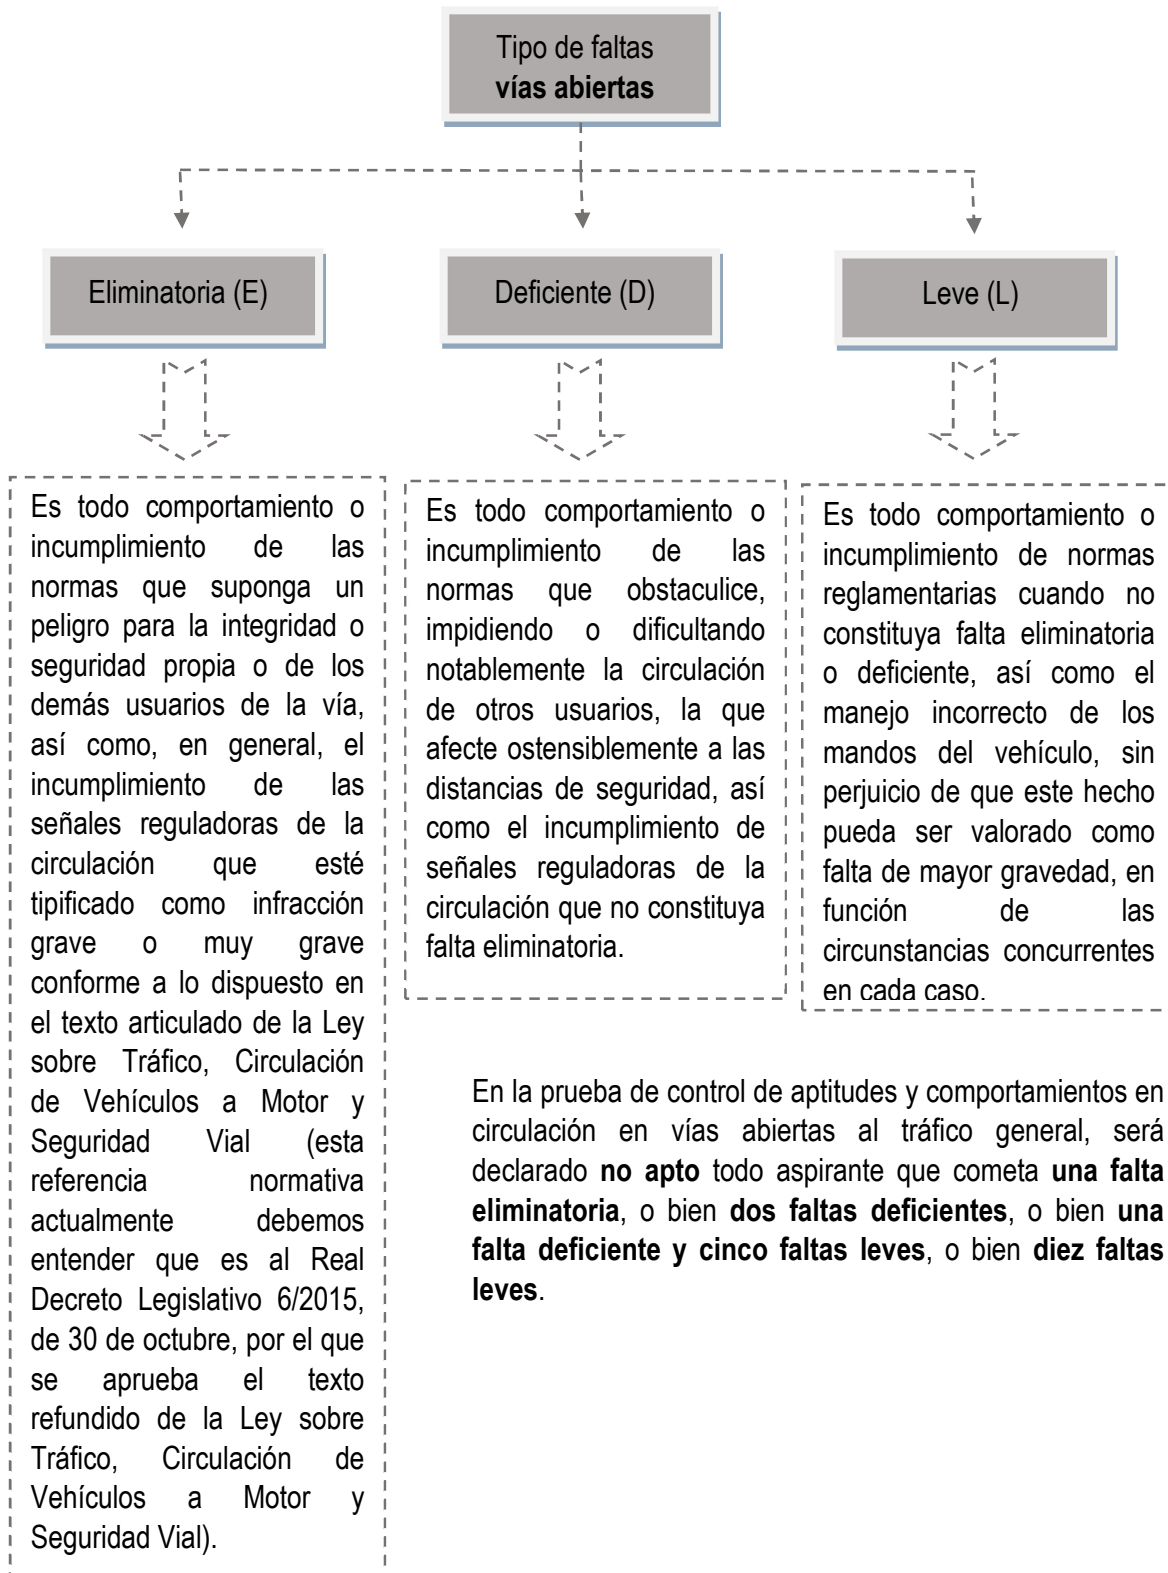 Tipo de faltas
vías abiertas
Eliminatoria (E)
Deficiente (D)
Leve (L)
Es todo comportamiento o
incumplimiento de las
normas que suponga un
peligro para la integridad o
seguridad propia o de los
demás usuarios de la vía,
así como, en general, el
incumplimiento de las
señales reguladoras de la
circulación que esté
tipificado como infracción
grave o muy grave
conforme a lo dispuesto en
el texto articulado de la Ley
sobre Tráfico, Circulación
de Vehículos a Motor y
Seguridad Vial (esta
referencia normativa
actualmente debemos
entender que es al Real
Decreto Legislativo 6/2015,
de 30 de octubre, por el que
se aprueba el texto
refundido de la Ley sobre
Tráfico, Circulación de
Vehículos a Motor y
Seguridad Vial).
Es todo comportamiento o
incumplimiento de las
normas que obstaculice,
impidiendo o dificultando
notablemente la circulación
de otros usuarios, la que
afecte ostensiblemente a las
distancias de seguridad, así
como el incumplimiento de
señales reguladoras de la
circulación que no constituya
falta eliminatoria.
Es todo comportamiento o
incumplimiento de normas
reglamentarias cuando no
constituya falta eliminatoria
o deficiente, así como el
manejo incorrecto de los
mandos del vehículo, sin
perjuicio de que este hecho
pueda ser valorado como
falta de mayor gravedad, en
función de las
circunstancias concurrentes
en cada caso.
En la prueba de control de aptitudes y comportamientos en
circulación en vías abiertas al tráfico general, será
declarado no apto todo aspirante que cometa una falta
eliminatoria, o bien dos faltas deficientes, o bien una
falta deficiente y cinco faltas leves, o bien diez faltas
leves.